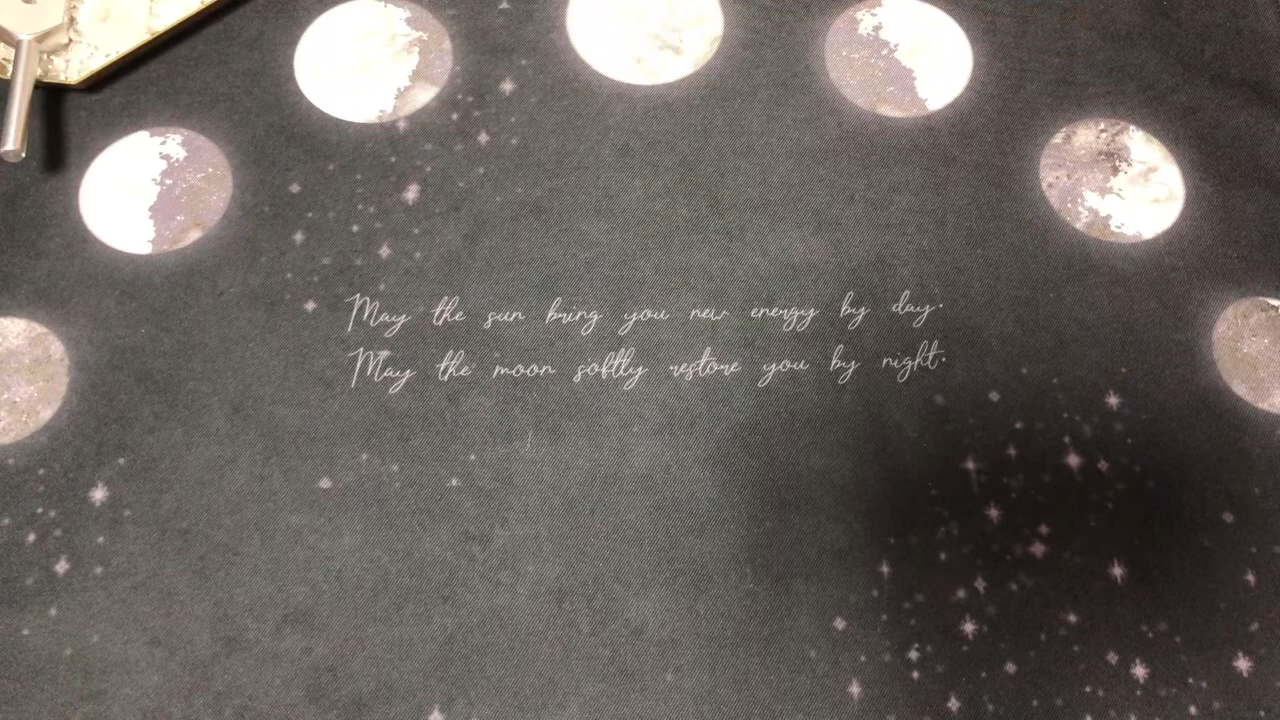 May the sun bring you new energy by day.
May the moon softly restore you by night.